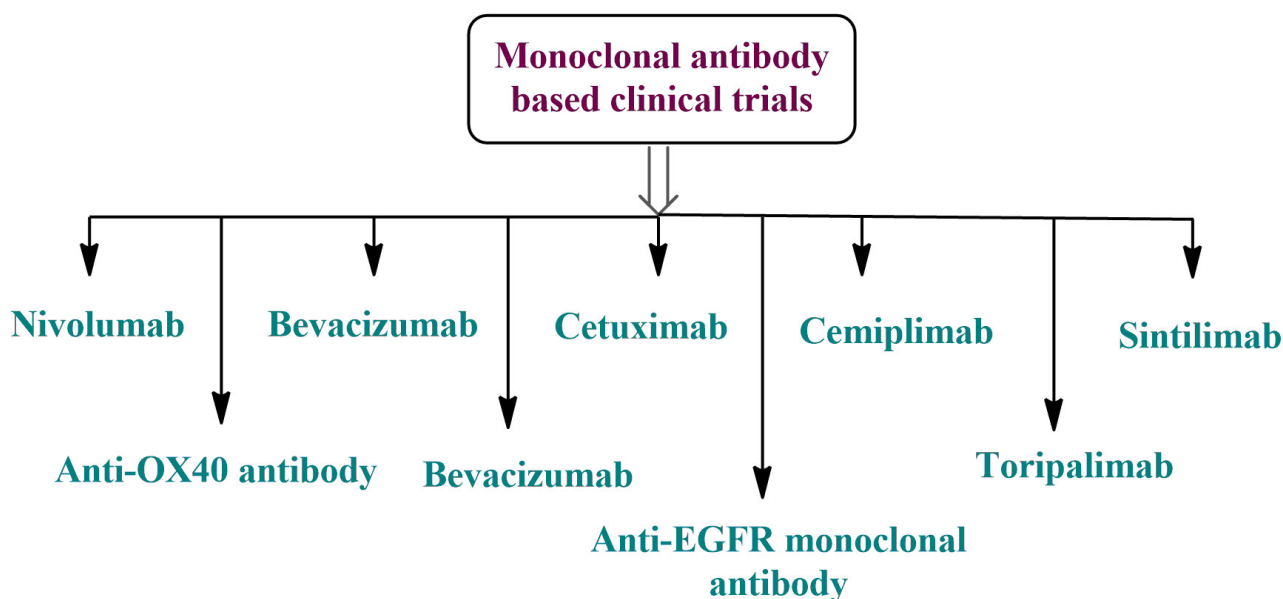 Monoclonal antibody
based clinical trials
Nivolumab
Bevacizumab
Cetuximab
Cemiplimab
Sintilimab
Anti-OX40 antibody
Bevacizumab
Toripalimab
Anti-EGFR monoclonal
antibody